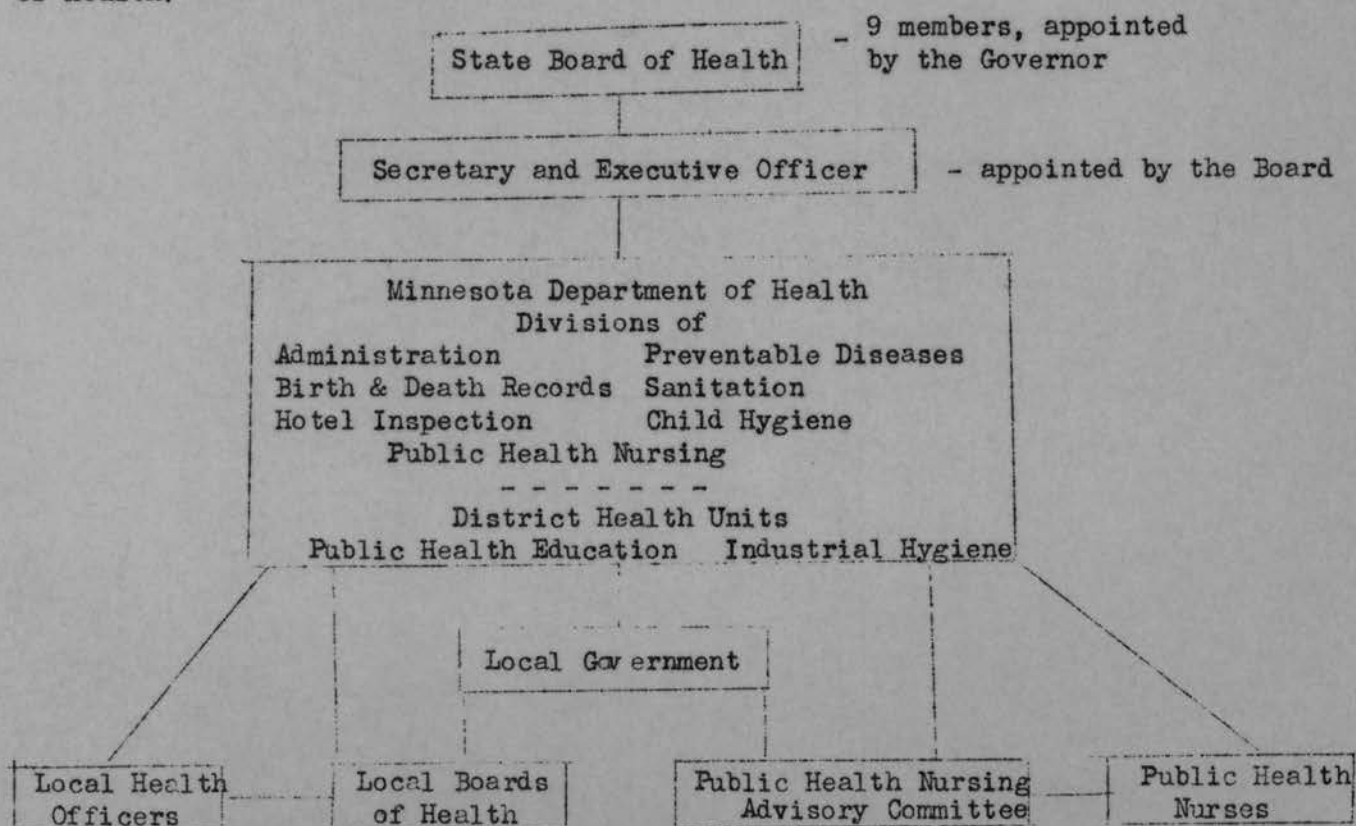 of Health.
State Board of Health
- 9 members, appointed
by the Governor
Secretary and Executive Officer - appointed by the Board
Minnesota Department of Health
Divisions of
Administration Preventable Diseases
Birth & Death Records Sanitation
Hotel Inspection Child Hygiene
Public Health Nursing
- - - - - - -
District Health Units
Public Health Education Industrial Hygiene
Local Government
Local Health
Officers
Local Boards
of Health
Public Health Nursing
Advisory Committee
Public Health
Nurses